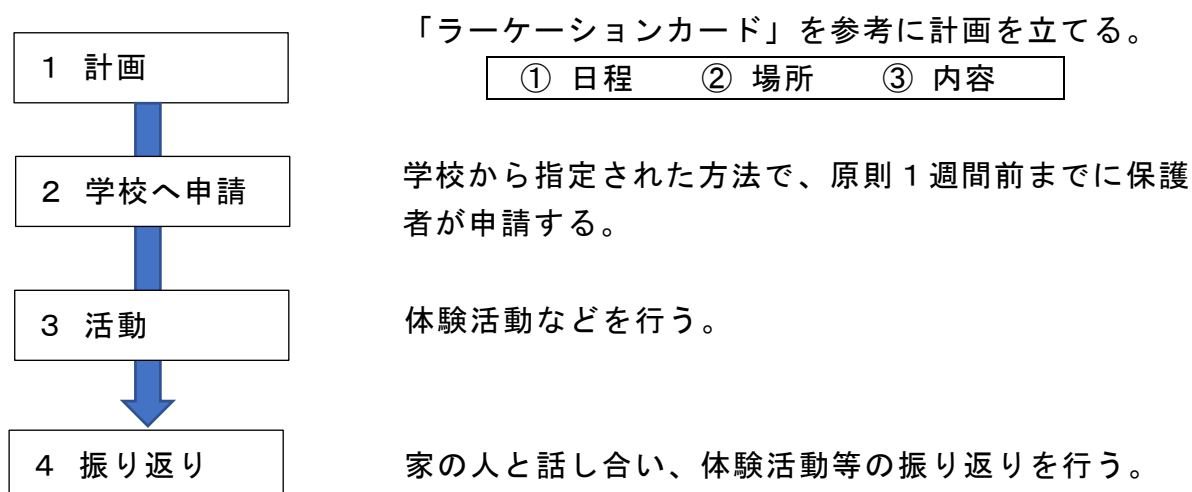 「ラーケーションカード」を参考に計画を立てる。
１ 計画
① 日程 ② 場所 ③ 内容
２ 学校へ申請
学校から指定された方法で、原則１週間前までに保護
者が申請する。
３ 活動
体験活動などを行う。
４ 振り返り
家の人と話し合い、体験活動等の振り返りを行う。